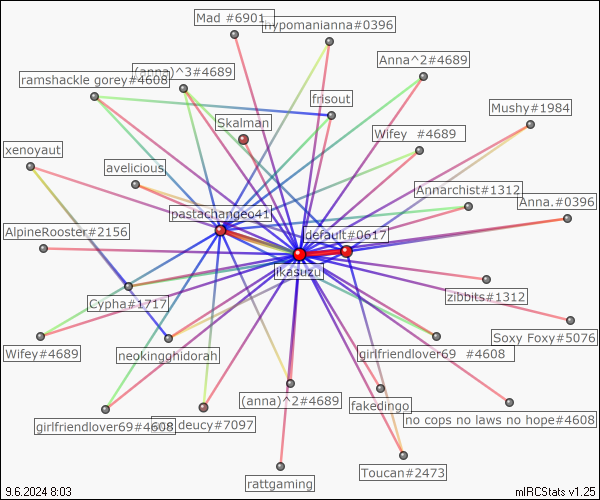 Mad #6901
hypomanianna#0396
Anna^2#4689
(anna)^3#4689
ramshackle gorey#4608
frisout
Mushy#1984
Skalman
Wifey #4689
xenoyaut
avelicious
Annarchist#1312
Anna.#0396
pastachangeo41
default#0617
AlpineRooster#2156
ikasuzu
zibbits#1312
Cypha#1717
Soxy Foxy#5076
Wifey#4689
neokingghidorah
girlfriendlover69 #4608
(anna)^2#4689
fakedingo
no cops no laws no hope#4608
girlfriendlover69#4608
deucy#7097
Toucan#2473
rattgaming
9.6.2024 8:03
mIRCStats v1.25